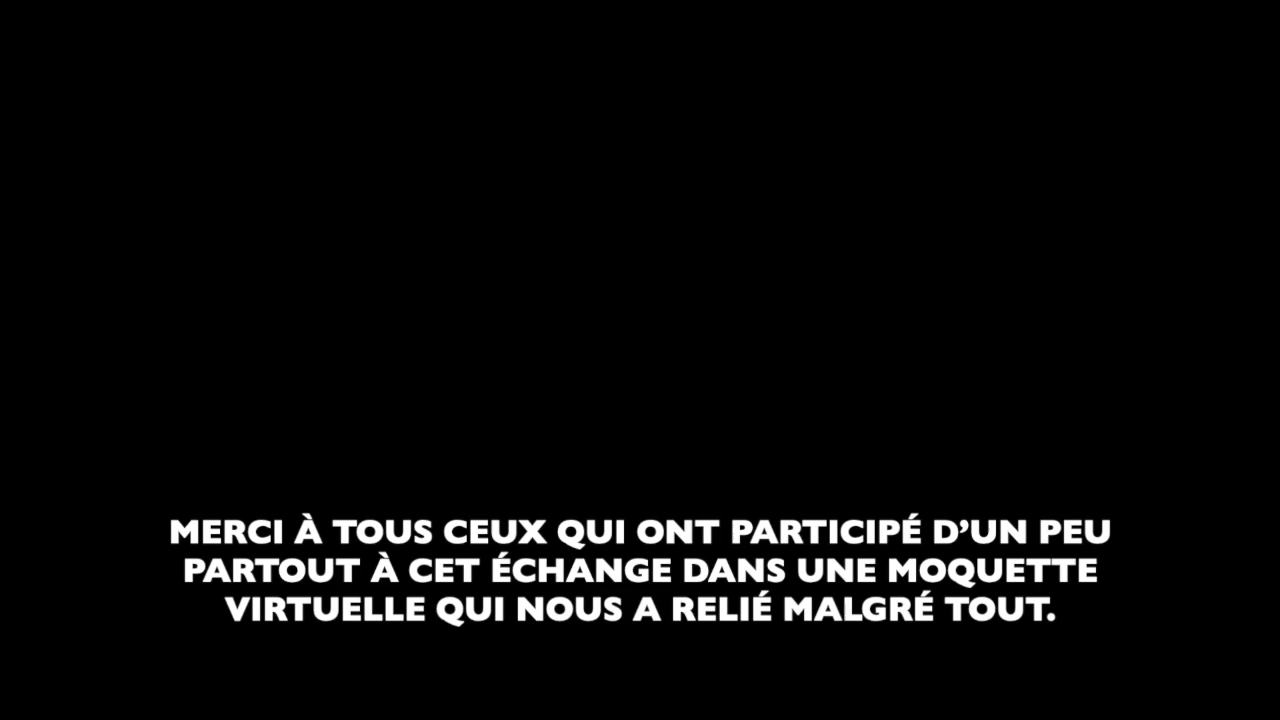 MERCI À TOUS CEUX QUI ONT PARTICIPÉ D’UN PEU
PARTOUT À CET ÉCHANGE DANS UNE MOQUETTE
VIRTUELLE QUI NOUS A RELIÉ MALGRÉ TOUT.